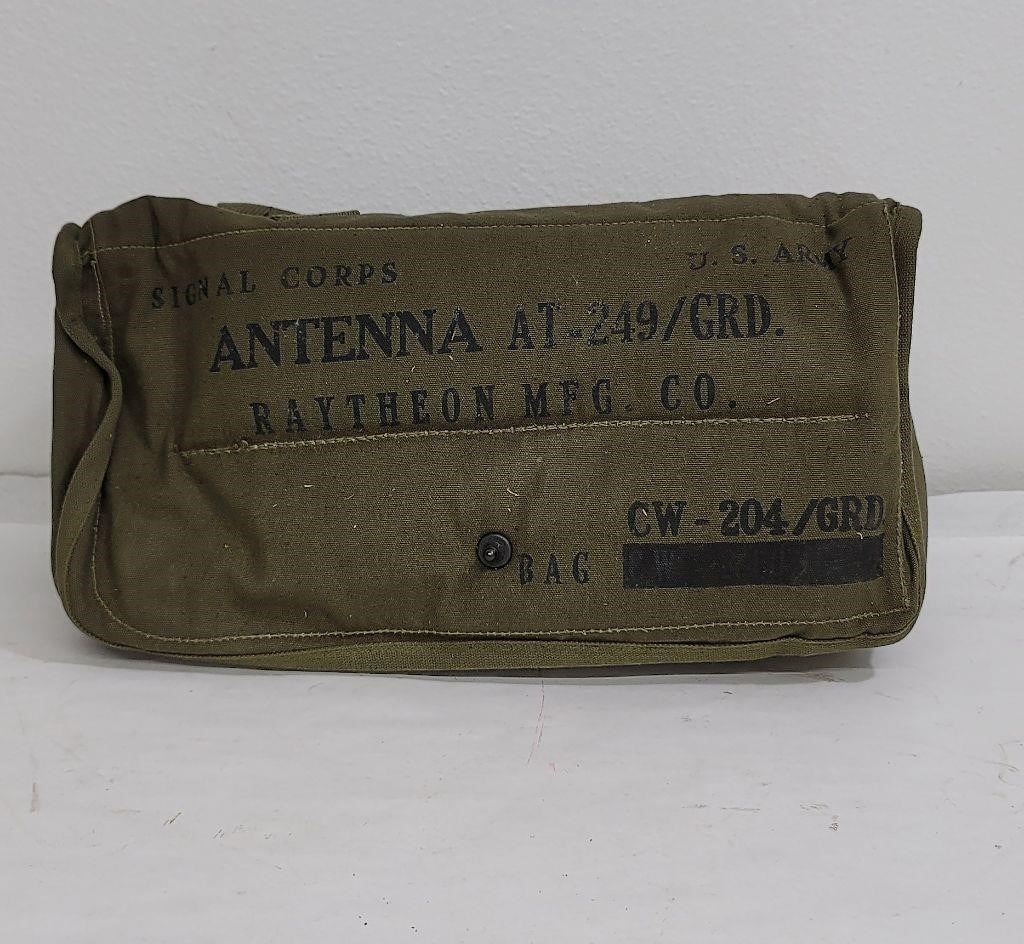 SIGNAL CORPS U. S. ARMY
ANTENNA AT-249/GRD.
RAYTHEON MFG. CO.
CW-204/GRD
BAG